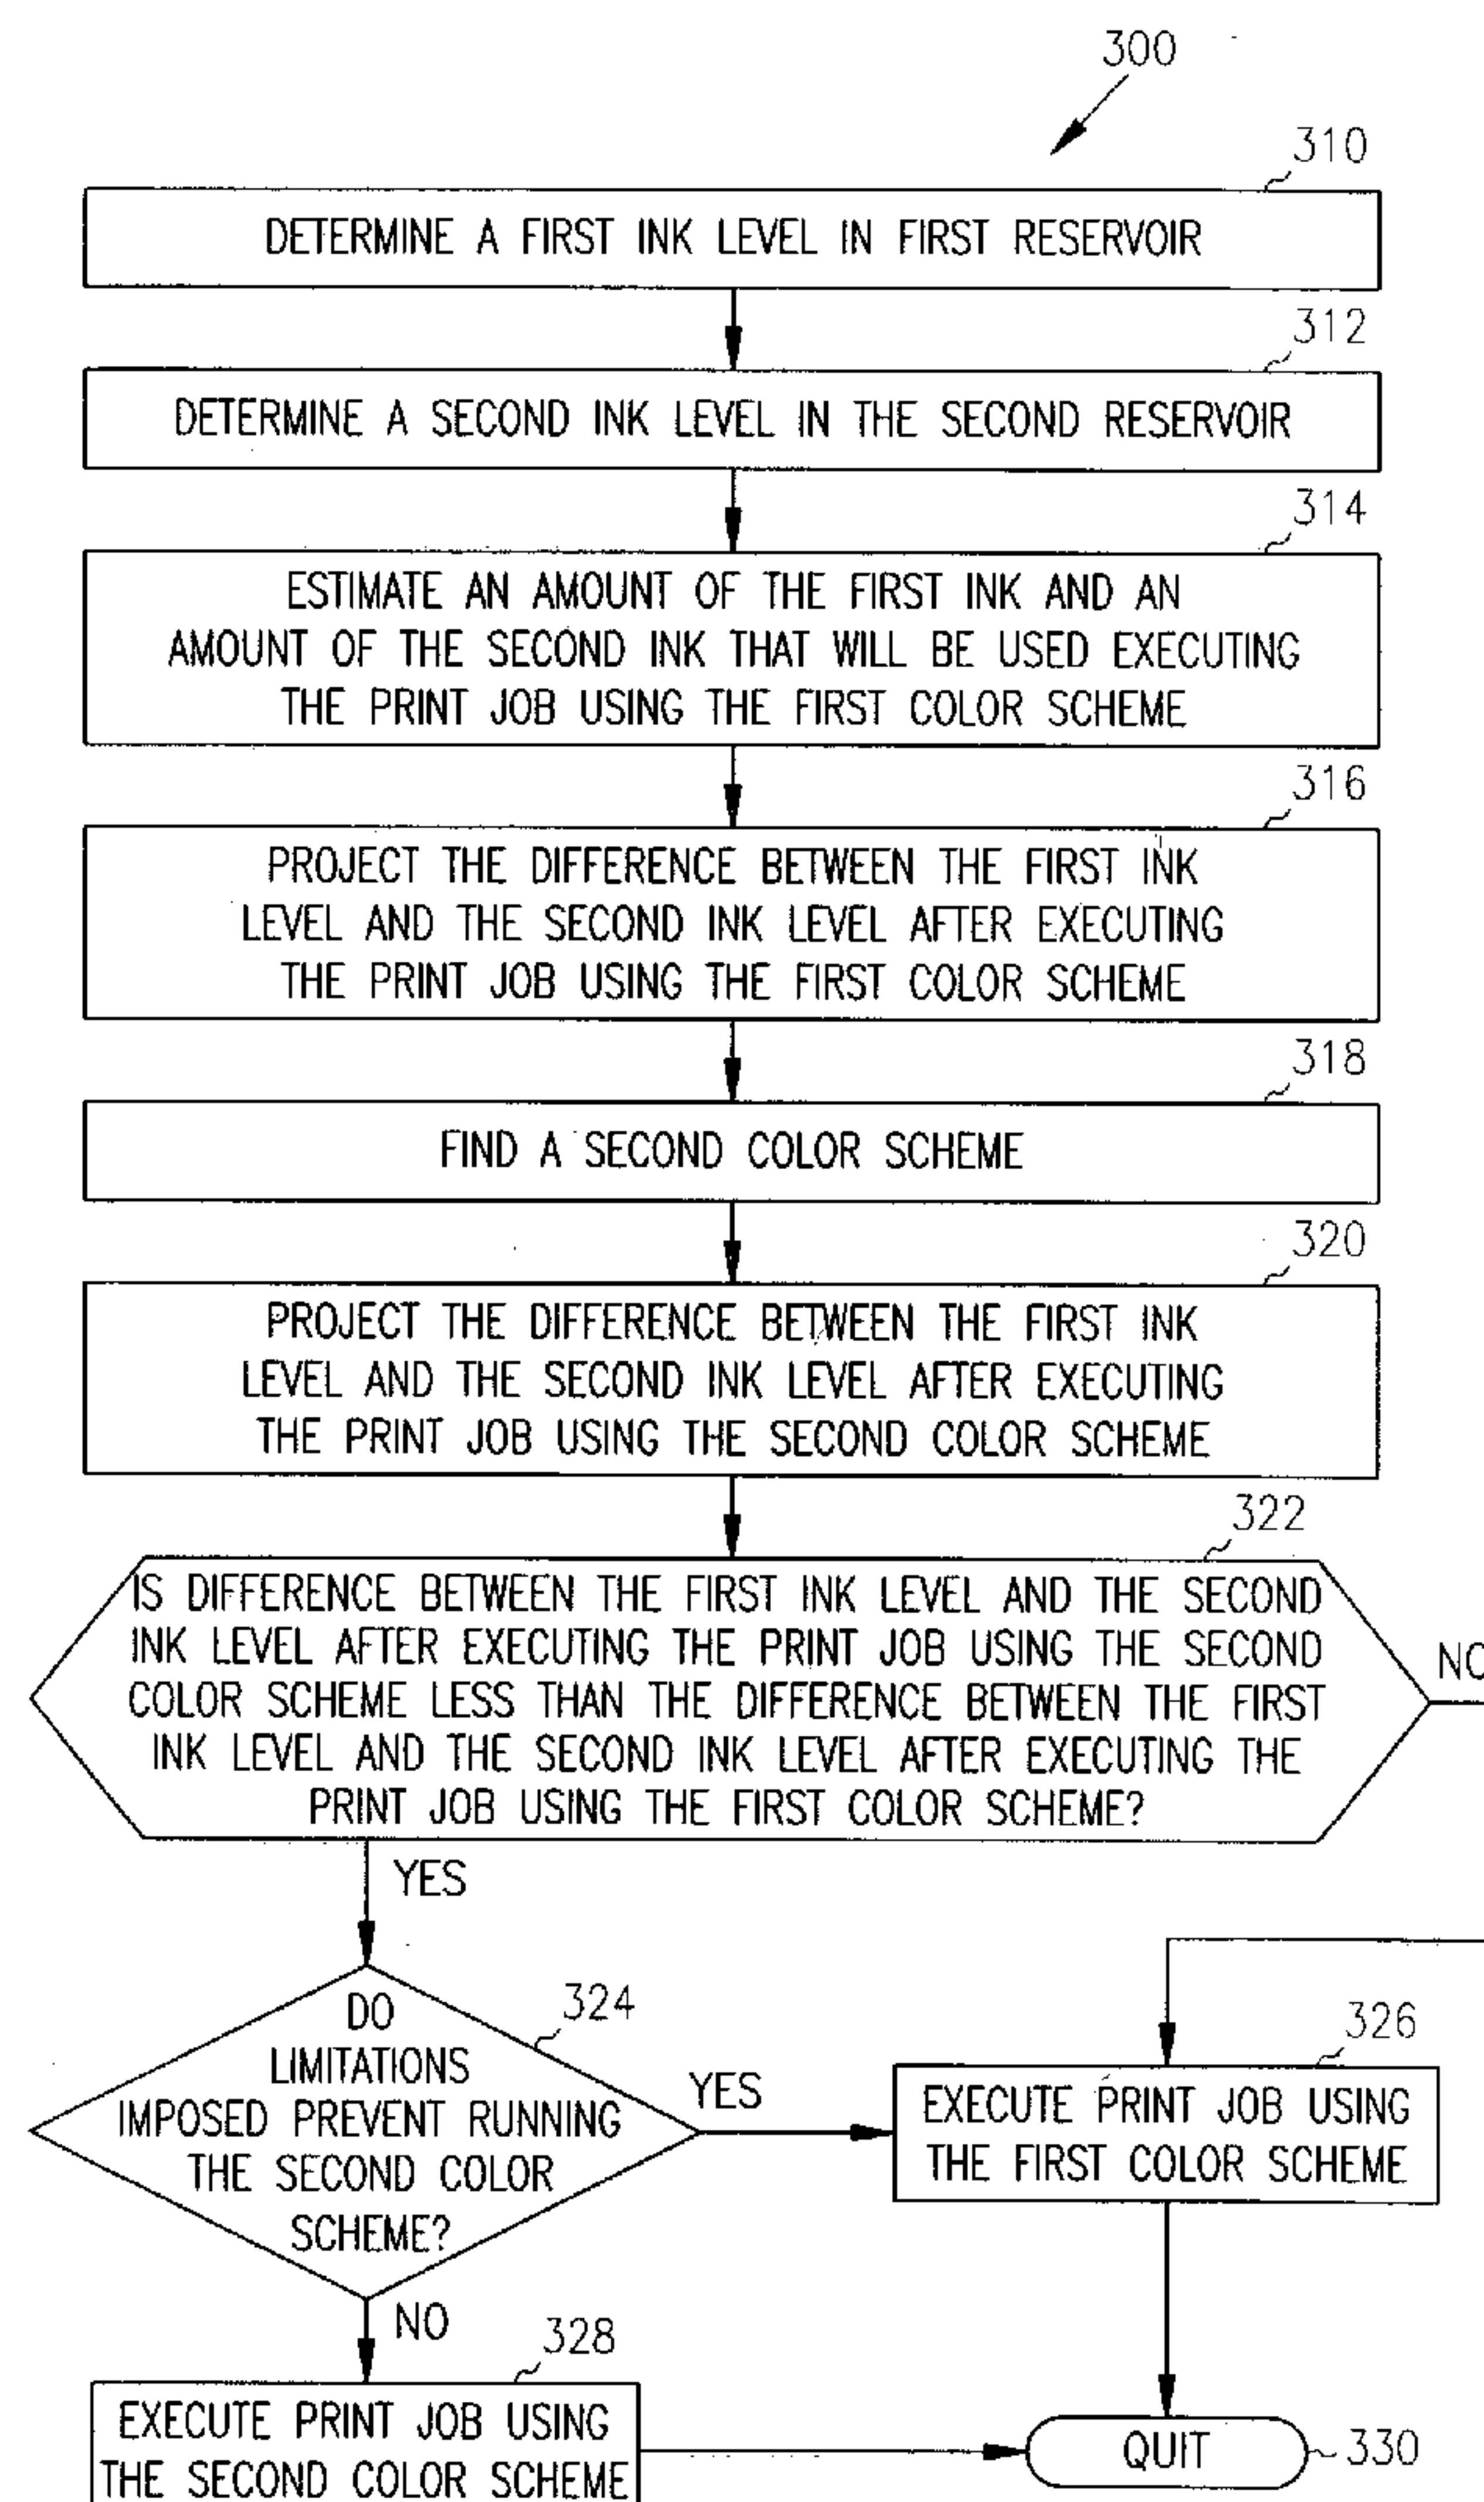 300
310
DETERMINE A FIRST INK LEVEL IN FIRST RESERVOIR
312
DETERMINE A SECOND INK LEVEL IN THE SECOND RESERVOIR
314
ESTIMATE AN AMOUNT OF THE FIRST INK AND AN
AMOUNT OF THE SECOND INK THAT WILL BE USED EXECUTING
THE PRINT JOB USING THE FIRST COLOR SCHEME
316
PROJECT THE DIFFERENCE BETWEEN THE FIRST INK
LEVEL AND THE SECOND INK LEVEL AFTER EXECUTING
THE PRINT JOB USING THE FIRST COLOR SCHEME
318
FIND A SECOND COLOR SCHEME
320
PROJECT THE DIFFERENCE BETWEEN THE FIRST INK
LEVEL AND THE SECOND INK LEVEL AFTER EXECUTING
THE PRINT JOB USING THE SECOND COLOR SCHEME
322
IS DIFFERENCE BETWEEN THE FIRST INK LEVEL AND THE SECOND
INK LEVEL AFTER EXECUTING THE PRINT JOB USING THE SECOND
COLOR SCHEME LESS THAN THE DIFFERENCE BETWEEN THE FIRST
INK LEVEL AND THE SECOND INK LEVEL AFTER EXECUTING THE
PRINT JOB USING THE FIRST COLOR SCHEME?
NO
YES
324
DO
LIMITATIONS
IMPOSED PREVENT RUNNING
THE SECOND COLOR
SCHEME?
YES
326
EXECUTE PRINT JOB USING
THE FIRST COLOR SCHEME
NO
328
EXECUTE PRINT JOB USING
THE SECOND COLOR SCHEME
QUIT
330